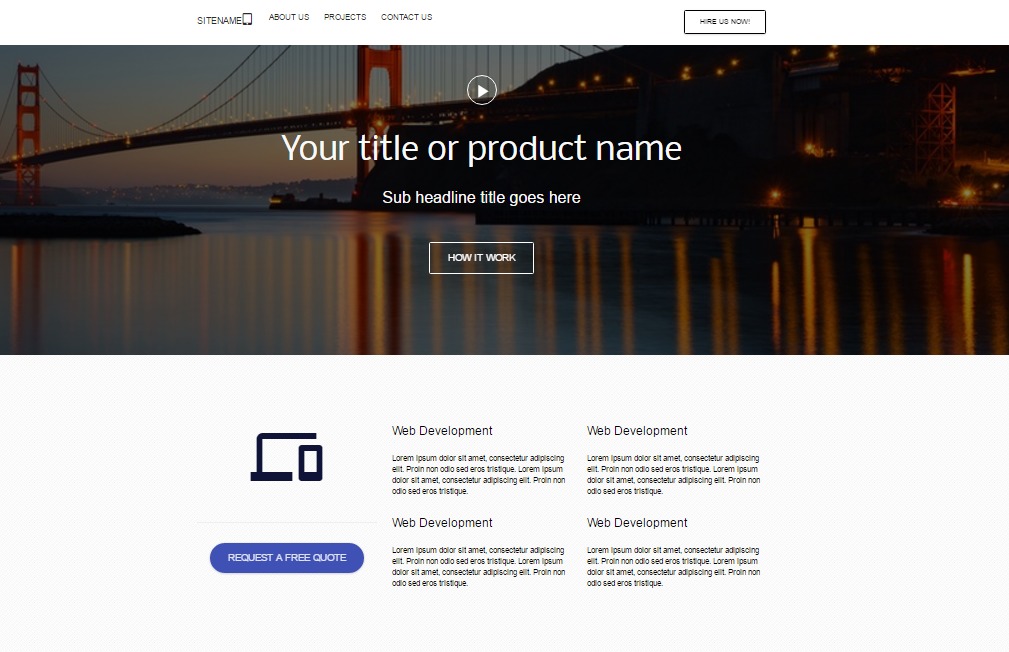 SITENAME ABOUT US PROJECTS CONTACT US HIRE US NOW!
Your title or product name
Sub headline title goes here
HOW IT WORK
Web Development
Lorem ipsum dolor sit amet, consectetur adipiscing
elit. Proin non odio sed eros tristique. Lorem ipsum
dolor sit amet, consectetur adipiscing elit. Proin non
odio sed eros tristique.
Web Development
Lorem ipsum dolor sit amet, consectetur adipiscing
elit. Proin non odio sed eros tristique. Lorem ipsum
dolor sit amet, consectetur adipiscing elit. Proin non
odio sed eros tristique.
REQUEST A FREE QUOTE
Web Development
Lorem ipsum dolor sit amet, consectetur adipiscing
elit. Proin non odio sed eros tristique. Lorem ipsum
dolor sit amet, consectetur adipiscing elit. Proin non
odio sed eros tristique.
Web Development
Lorem ipsum dolor sit amet, consectetur adipiscing
elit. Proin non odio sed eros tristique. Lorem ipsum
dolor sit amet, consectetur adipiscing elit. Proin non
odio sed eros tristique.